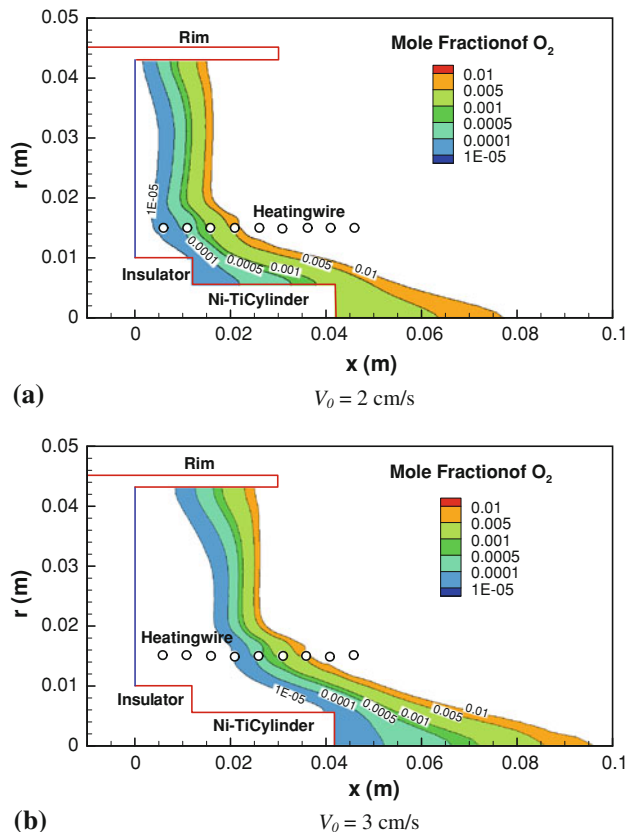 0.05
Rim
Mole Fractionof O₂
0.04
0.01
0.005
0.001
0.0005
0.0001
1E-05
0.03
r (m)
0.02
1E-05
Heatingwire
0.0001
0.0005
0.001
0.005
0.01
0.01
Insulator
Ni-TiCylinder
0
0
0.02
0.04
0.06
0.08
0.1
x (m)
(a)
V₀ = 2 cm/s
0.05
Rim
Mole Fractionof O₂
0.04
0.01
0.005
0.001
0.0005
0.0001
1E-05
0.03
r (m)
0.02
Heatingwire
1E-05
0.0001
0.0005
0.001
0.005
0.01
0.01
Insulator
Ni-TiCylinder
0
0
0.02
0.04
0.06
0.08
0.1
x (m)
(b)
V₀ = 3 cm/s